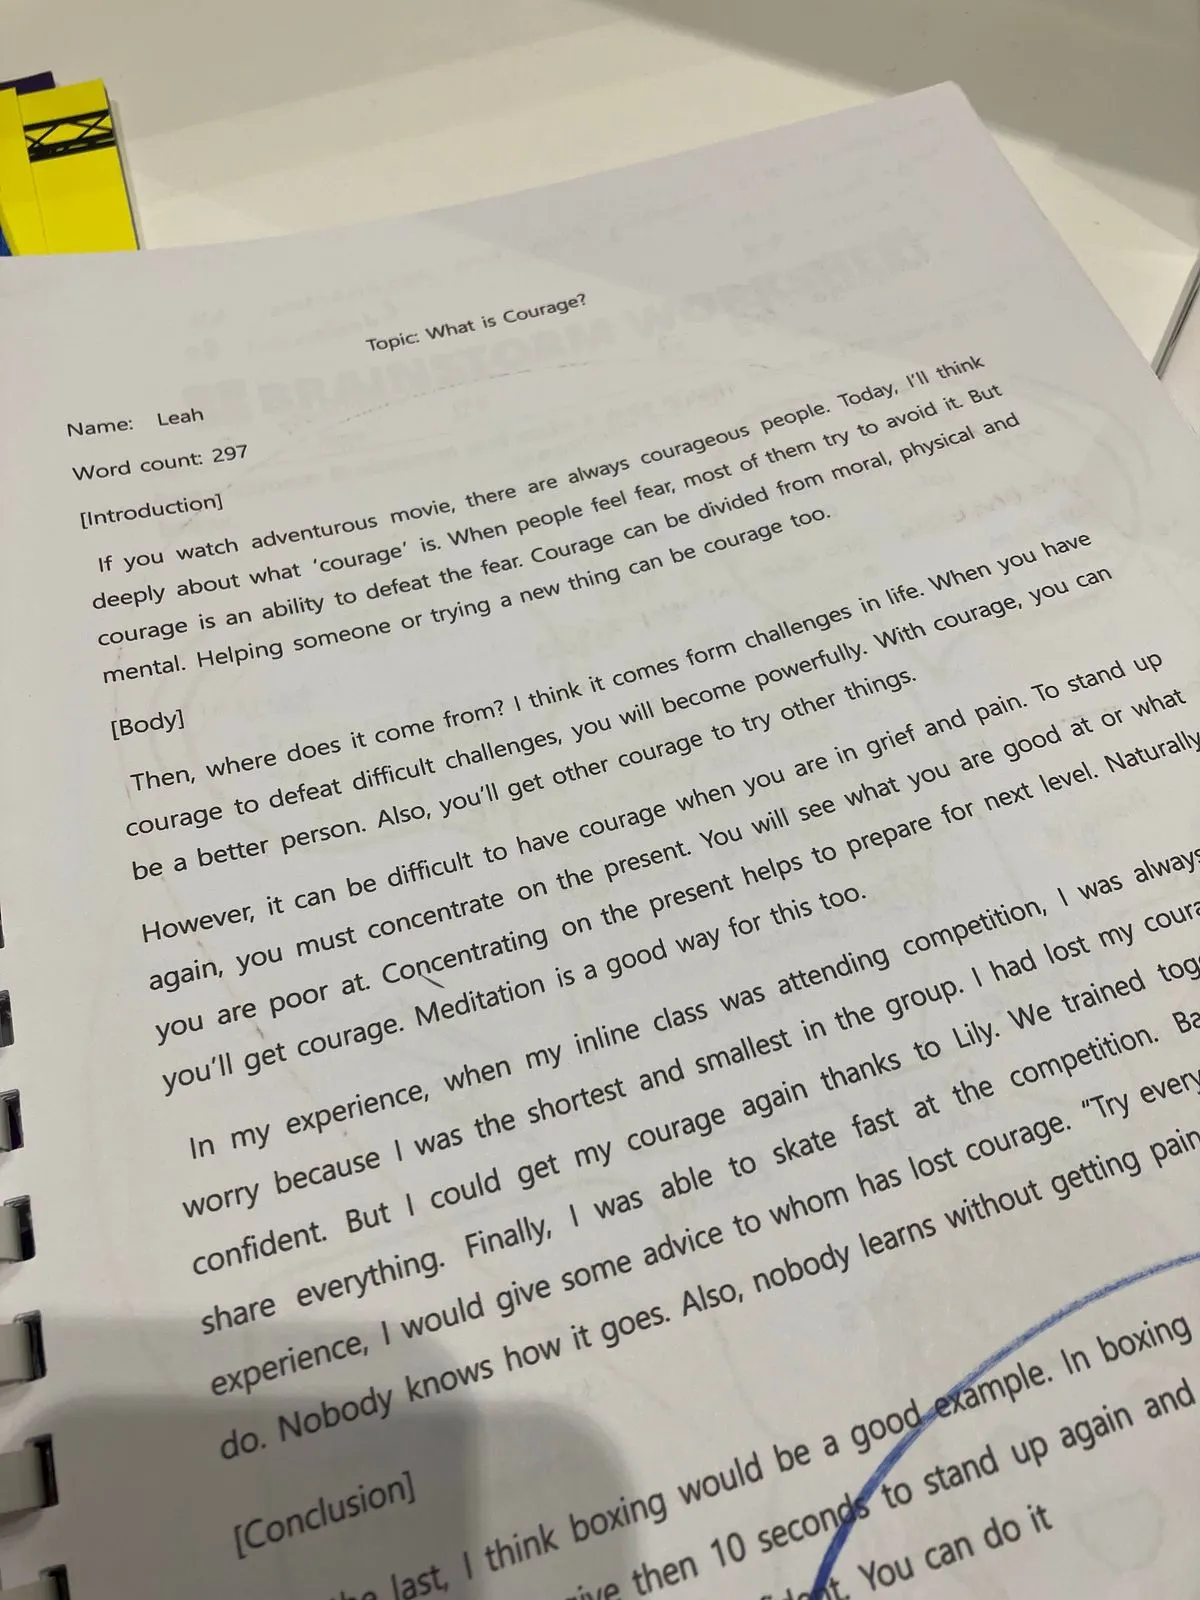 Topic: What is Courage?
Name: Leah
Word count: 297
[Introduction]
If you watch adventurous movie, there are always courageous people. Today, I'll think
deeply about what 'courage' is. When people feel fear, most of them try to avoid it. But
courage is an ability to defeat the fear. Courage can be divided from moral, physical and
mental. Helping someone or trying a new thing can be courage too.
[Body]
Then, where does it come from? I think it comes form challenges in life. When you have
courage to defeat difficult challenges, you will become powerfully. With courage, you can
be a better person. Also, you'll get other courage to try other things.
However, it can be difficult to have courage when you are in grief and pain. To stand up
again, you must concentrate on the present. You will see what you are good at or what
you are poor at. Concentrating on the present helps to prepare for next level. Naturally
you'll get courage. Meditation is a good way for this too.
In my experience, when my inline class was attending competition, I was always
worry because I was the shortest and smallest in the group. I had lost my
confident. But I could get my courage again thanks to Lily. We trained
share everything. Finally, I was able to skate fast at the competition.
experience, I would give some advice to whom has lost courage. "Try
do. Nobody knows how it goes. Also, nobody learns without getting pain
[Conclusion]
last, I think boxing would be a good example. In boxing
then 10 seconds to stand up again and
You can do it